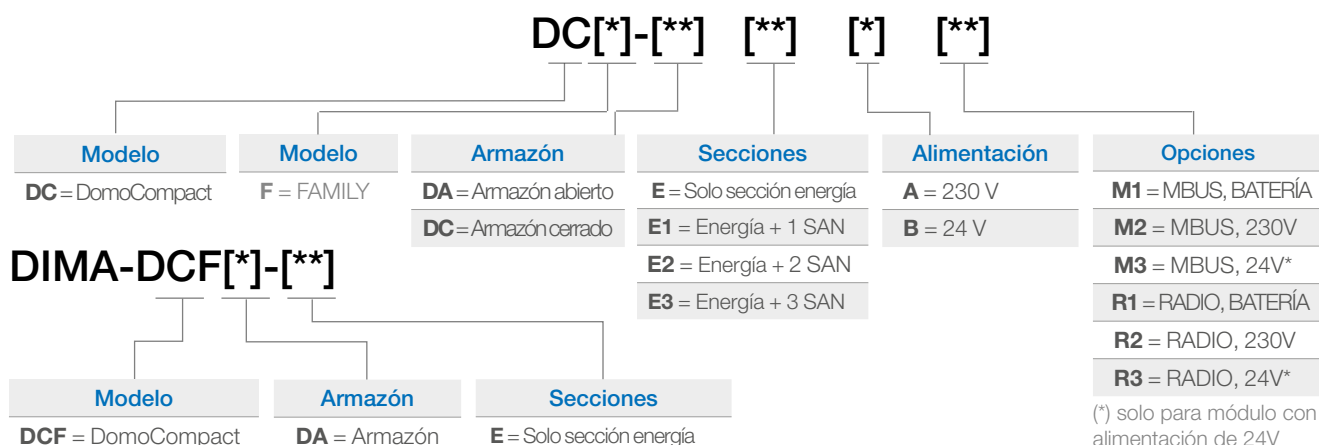 DC[*]-[**] [**] [*] [**]
Modelo
DC = DomoCompact
Modelo
F = FAMILY
Armazón
DA = Armazón abierto
DC = Armazón cerrado
Secciones
E = Solo sección energía
E1 = Energía + 1 SAN
E2 = Energía + 2 SAN
E3 = Energía + 3 SAN
Alimentación
A = 230 V
B = 24 V
Opciones
M1 = MBUS, BATERÍA
M2 = MBUS, 230V
M3 = MBUS, 24V*
R1 = RADIO, BATERÍA
R2 = RADIO, 230V
R3 = RADIO, 24V*
(*) solo para módulo con
alimentación de 24V
DIMA-DCF[*]-[**]
Modelo
DCF = DomoCompact
Armazón
DA = Armazón
Secciones
E = Solo sección energía